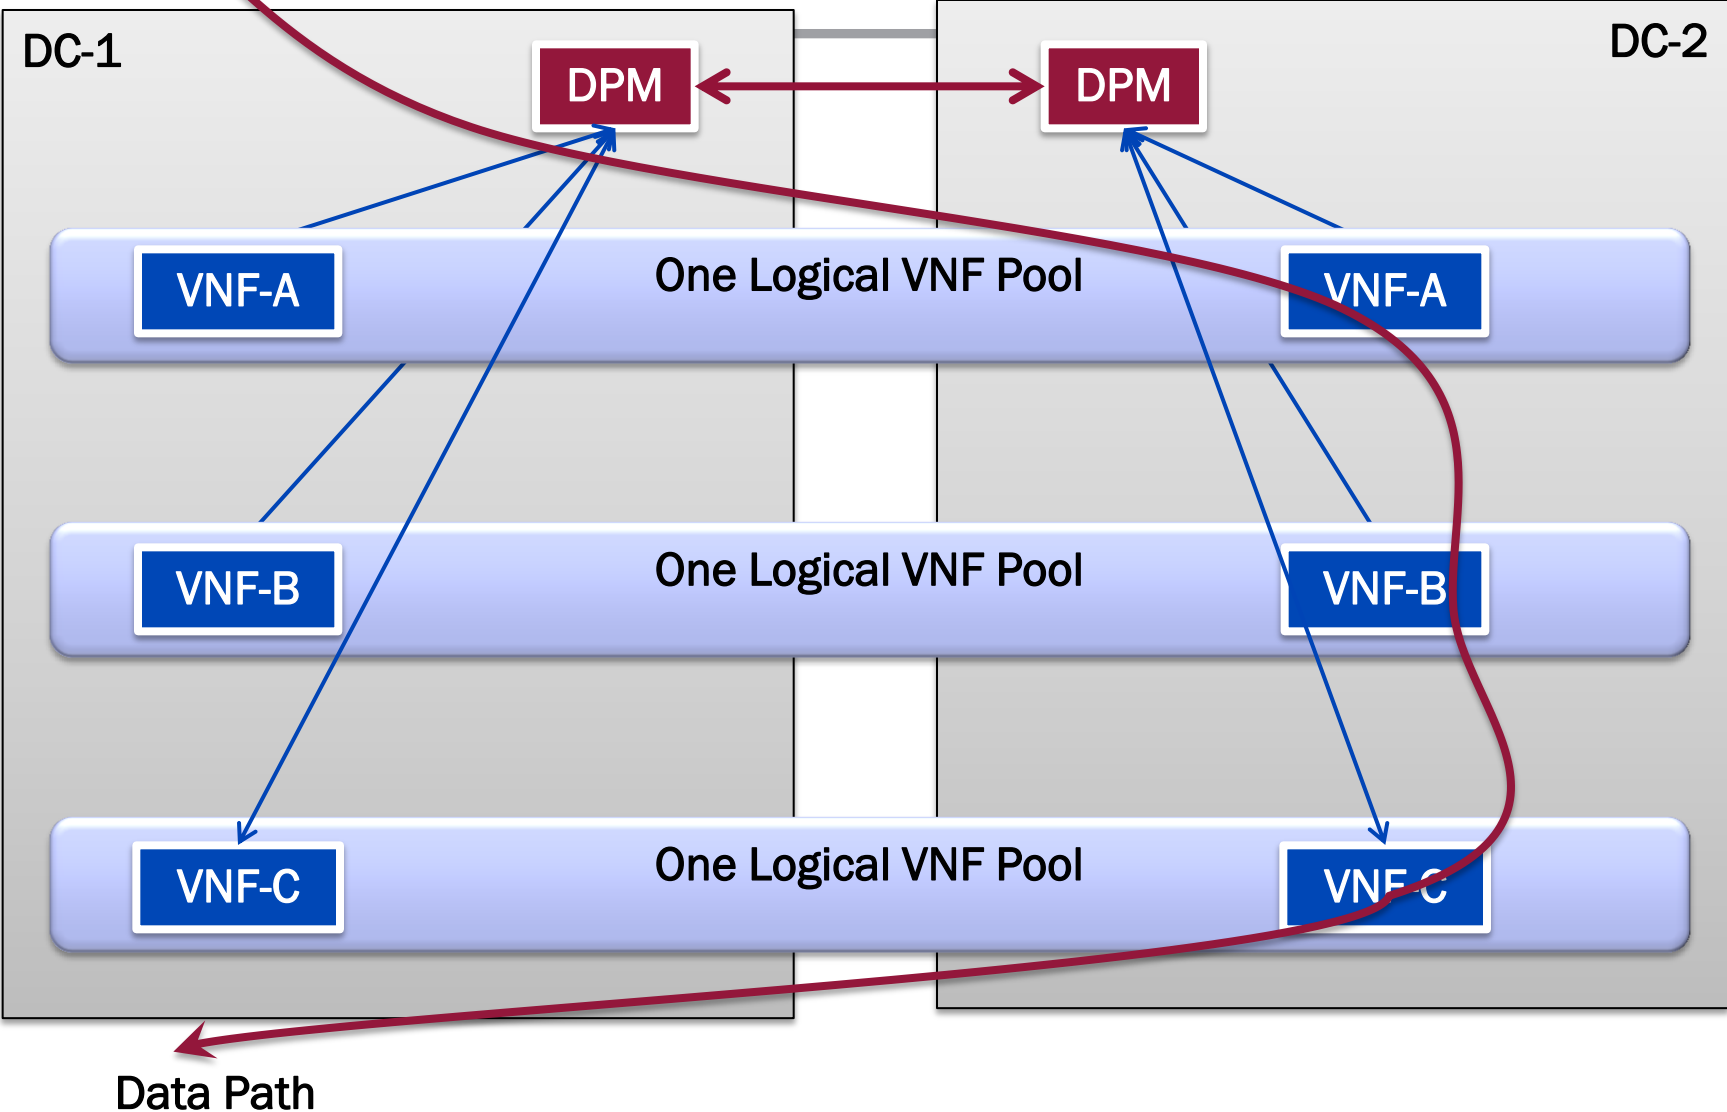 DC-1
DC-2
DPM
DPM
VNF-A
One Logical VNF Pool
VNF-A
VNF-B
One Logical VNF Pool
VNF-B
VNF-C
One Logical VNF Pool
VNF-C
Data Path